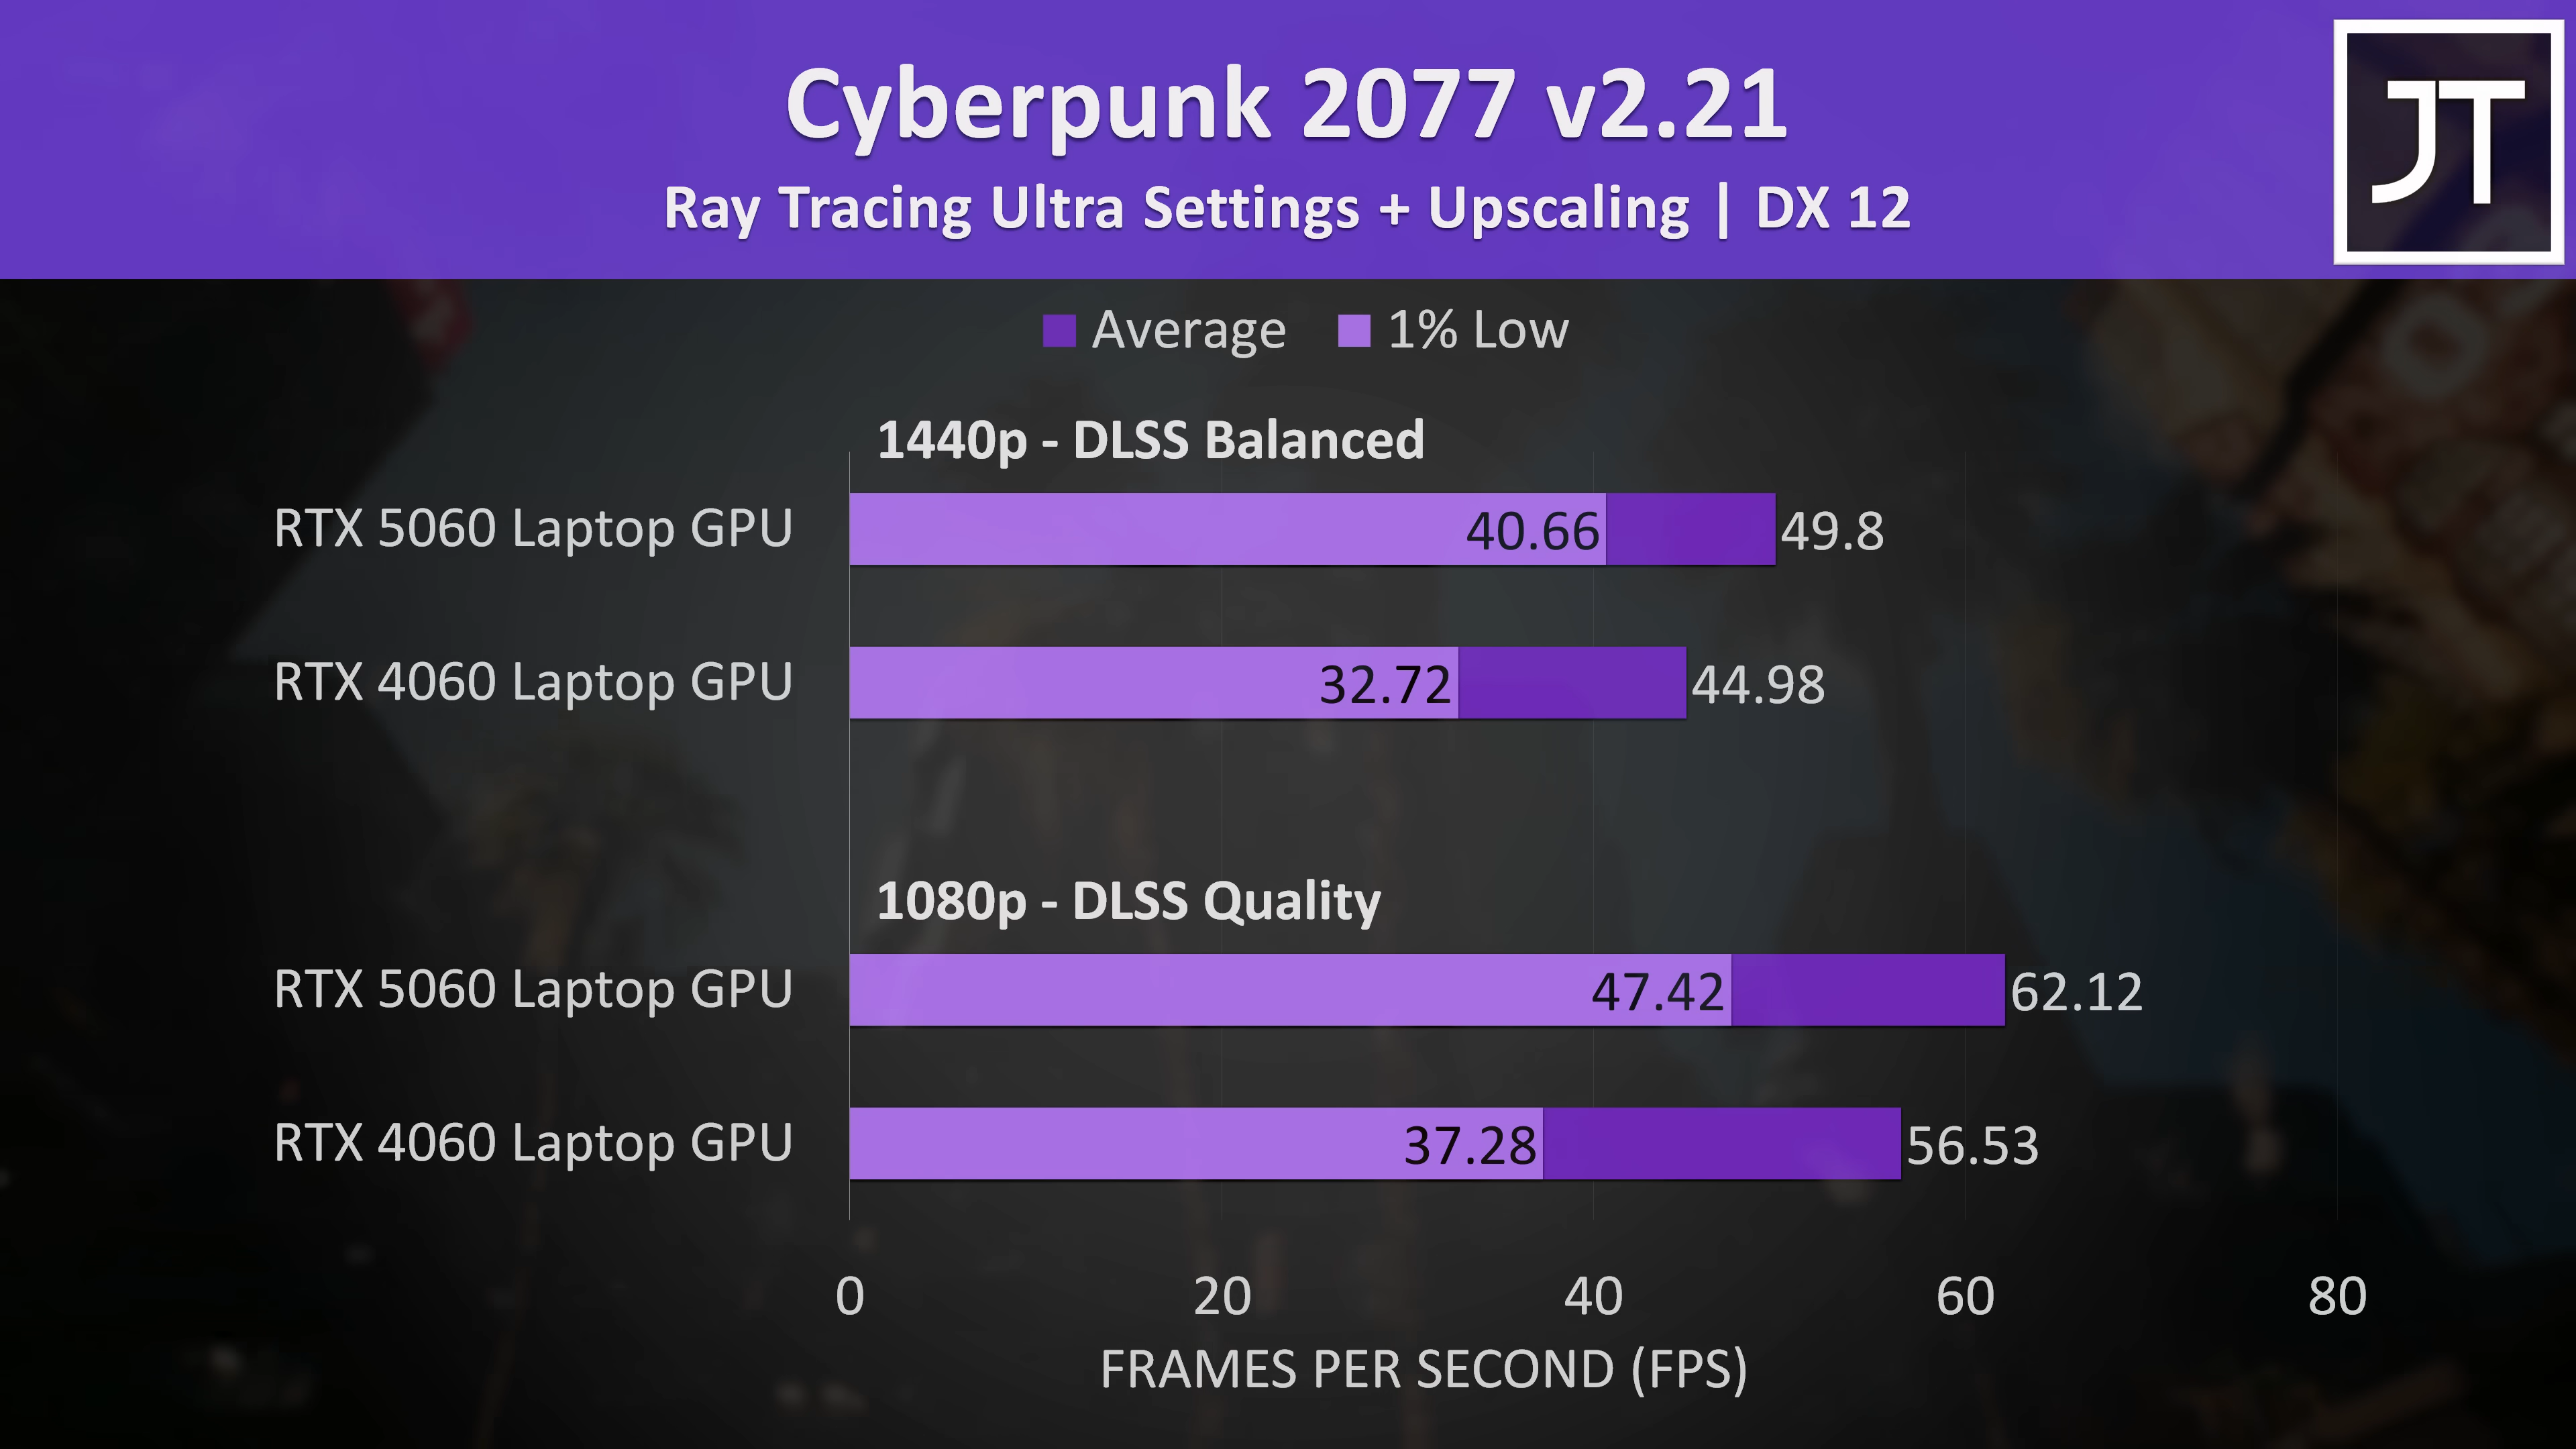 Cyberpunk 2077 v2.21
Ray Tracing Ultra Settings + Upscaling | DX 12
JT
Average 1% Low
1440p - DLSS Balanced
RTX 5060 Laptop GPU 40.66 49.8
RTX 4060 Laptop GPU 32.72 44.98
1080p - DLSS Quality
RTX 5060 Laptop GPU 47.42 62.12
RTX 4060 Laptop GPU 37.28 56.53
0 20 40 60 80
FRAMES PER SECOND (FPS)